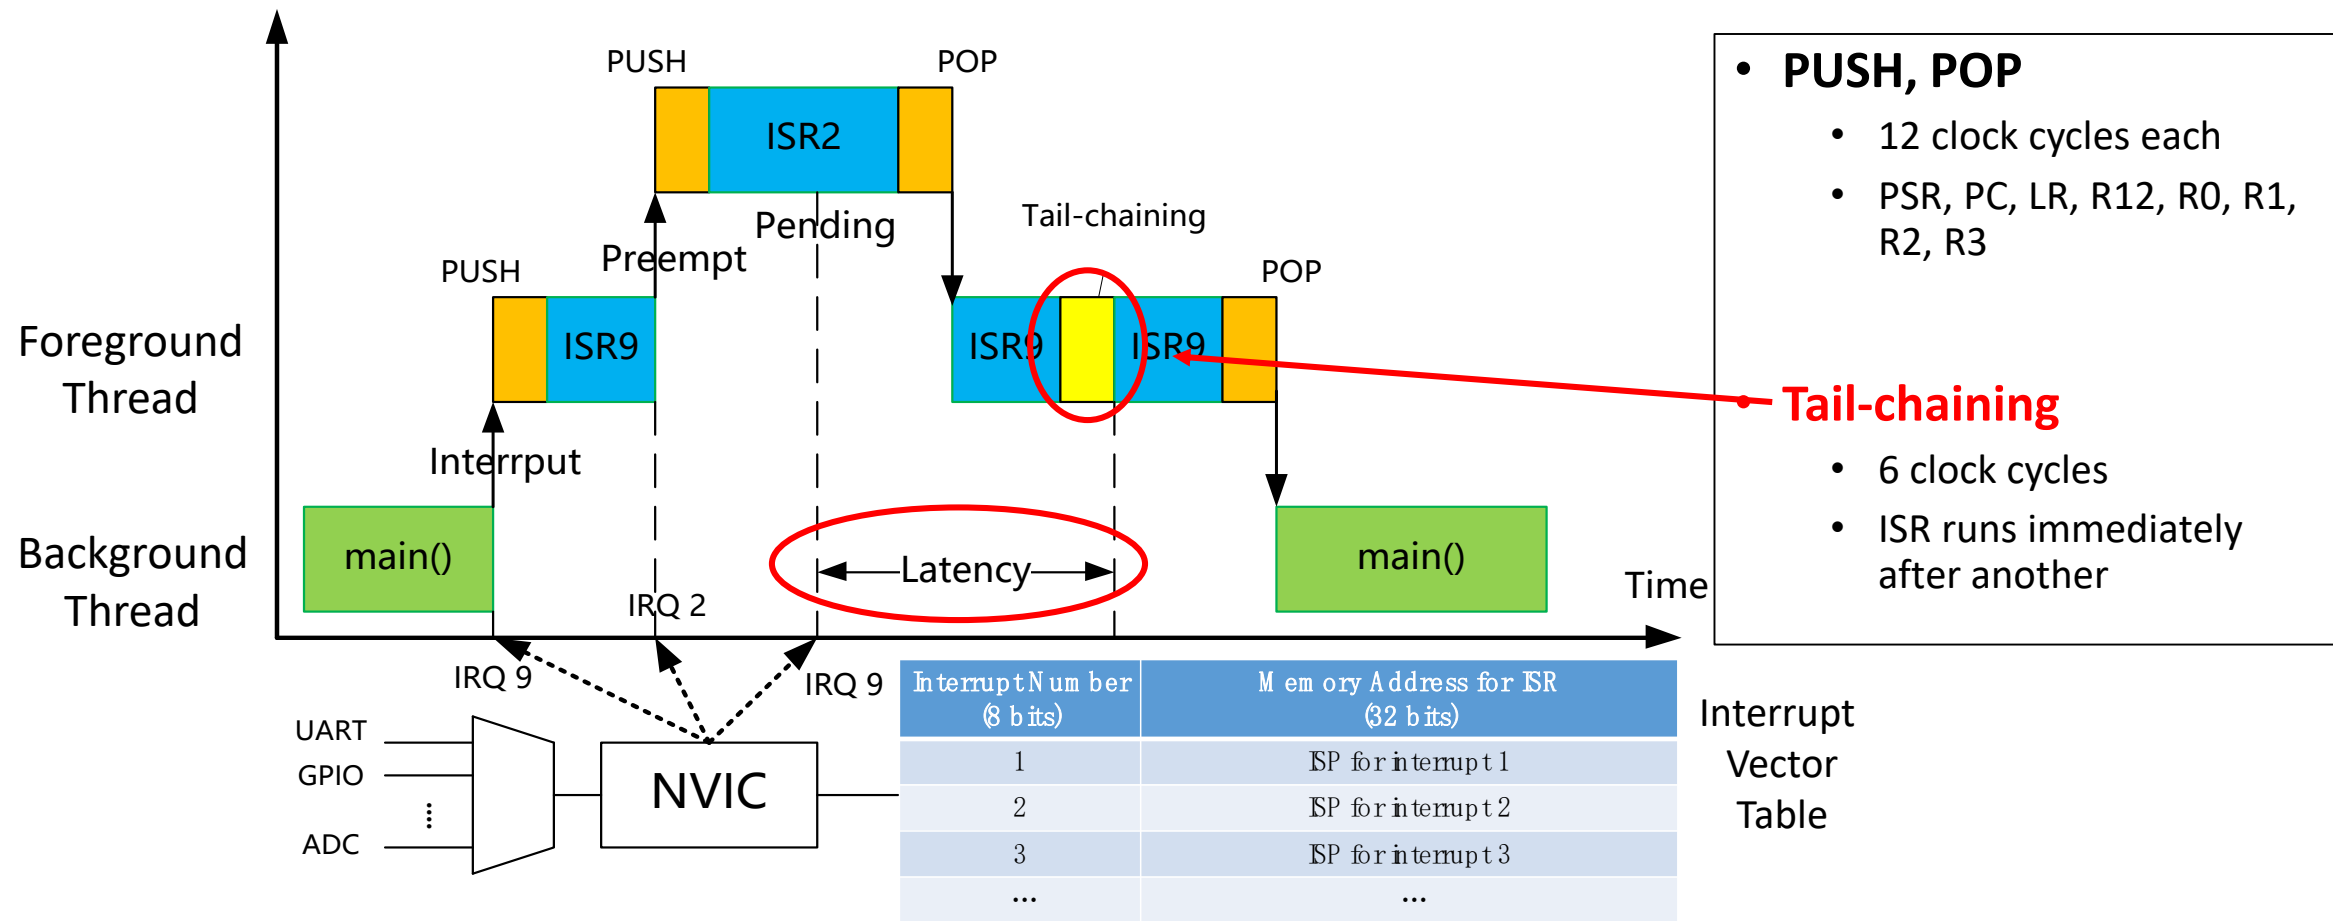 PUSH
POP
ISR2
Pending
Tail-chaining
Preempt
PUSH
POP
Foreground
Thread
ISR9
ISR9
ISR9
Interrput
Background
Thread
main()
Latency
main()
Time
IRQ 2
IRQ 9
IRQ 9
UART
GPIO
ADC
NVIC
Interrupt Number
(8 bits)
Memory Address for ISR
(32 bits)
1
ISP for interrupt 1
2
ISP for interrupt 2
3
ISP for interrupt 3
...
...
Interrupt
Vector
Table
• PUSH, POP
• 12 clock cycles each
• PSR, PC, LR, R12, R0, R1,
R2, R3
• Tail-chaining
• 6 clock cycles
• ISR runs immediately
after another